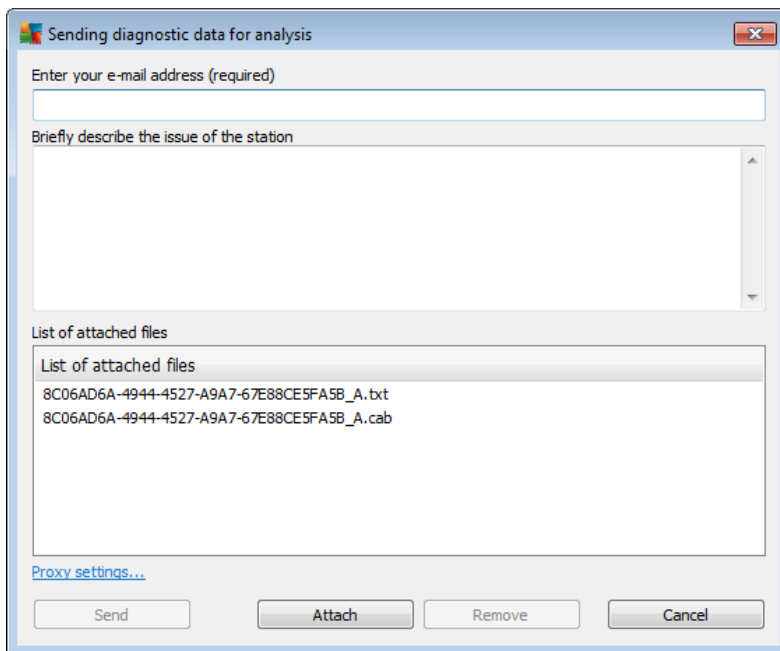 Sending diagnostic data for analysis
Enter your e-mail address (required)
Briefly describe the issue of the station
List of attached files
List of attached files
8C06AD6A-4944-4527-A9A7-67E88CE5FA5B_A.txt
8C06AD6A-4944-4527-A9A7-67E88CE5FA5B_A.cab
Proxy settings...
Send Attach Remove Cancel